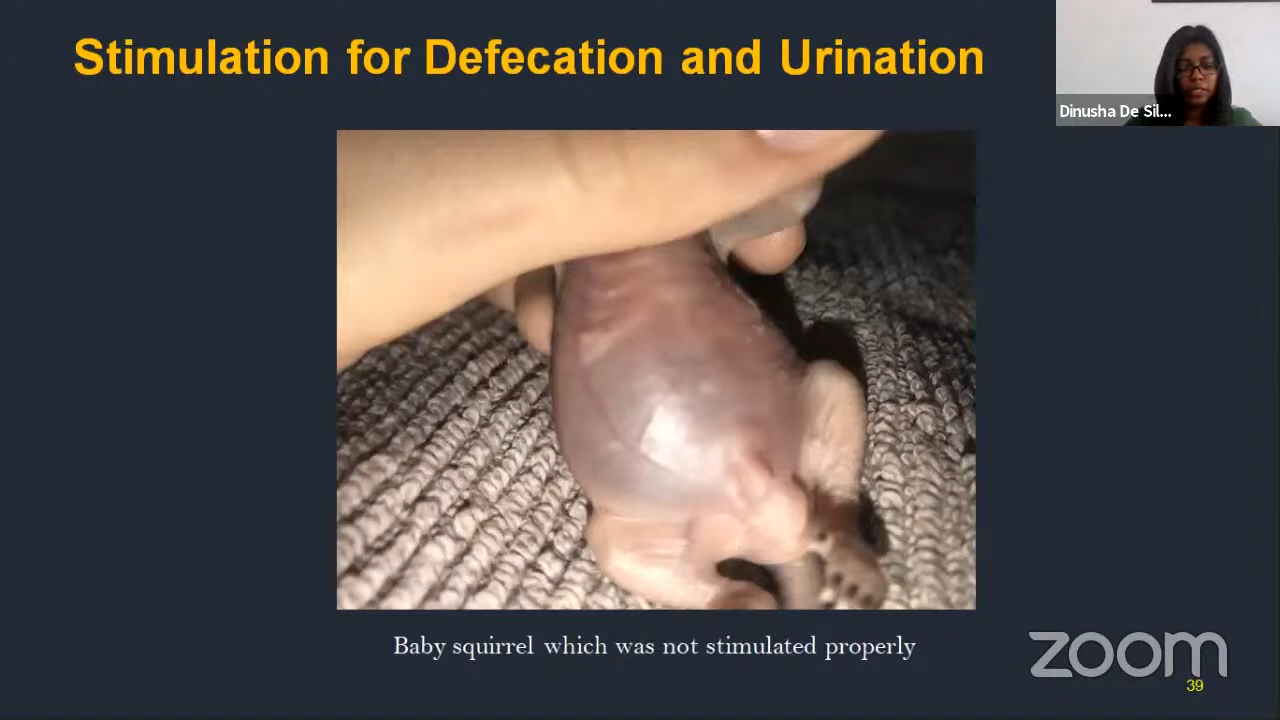 Stimulation for Defecation and Urination
Dinusha De Sil...
Baby squirrel which was not stimulated properly
zoom
39